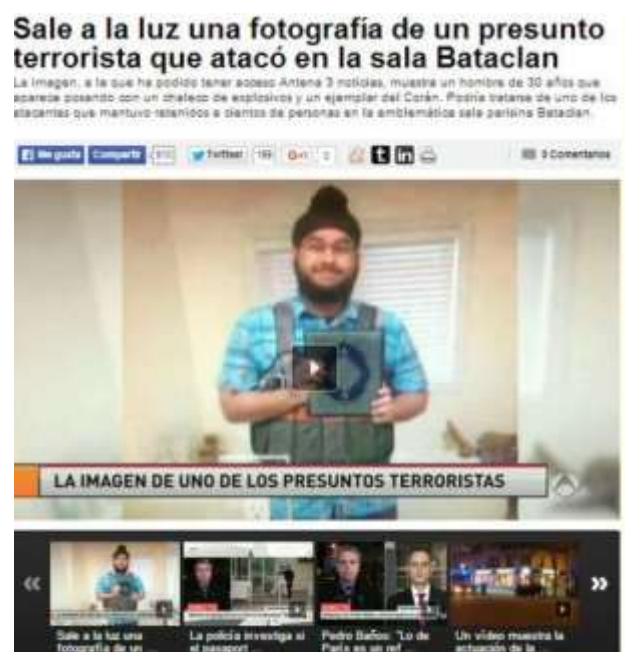 Sale a la luz una fotografía de un presunto
terrorista que atacó en la sala Bataclan
La imagen, a la que ha podido tener acceso Antena 3 noticias, muestra un hombre de 30 años que
aparece posando con un chaleco de explosivos y un ejemplar del Corán. Podría tratarse de uno de los
atacantes que mantuvo retenidos a cientos de personas en la emblemática sala parisina Bataclan.
Me gusta Compartir Twittear G+1 0 Comentarios
LA IMAGEN DE UNO DE LOS PRESUNTOS TERRORISTAS
Sale a la luz una
fotografía de un ...
La policía investiga si
el pasaport ...
Pedro Baños: "Lo de
París es un ref ...
Un vídeo muestra la
actuación de la ...